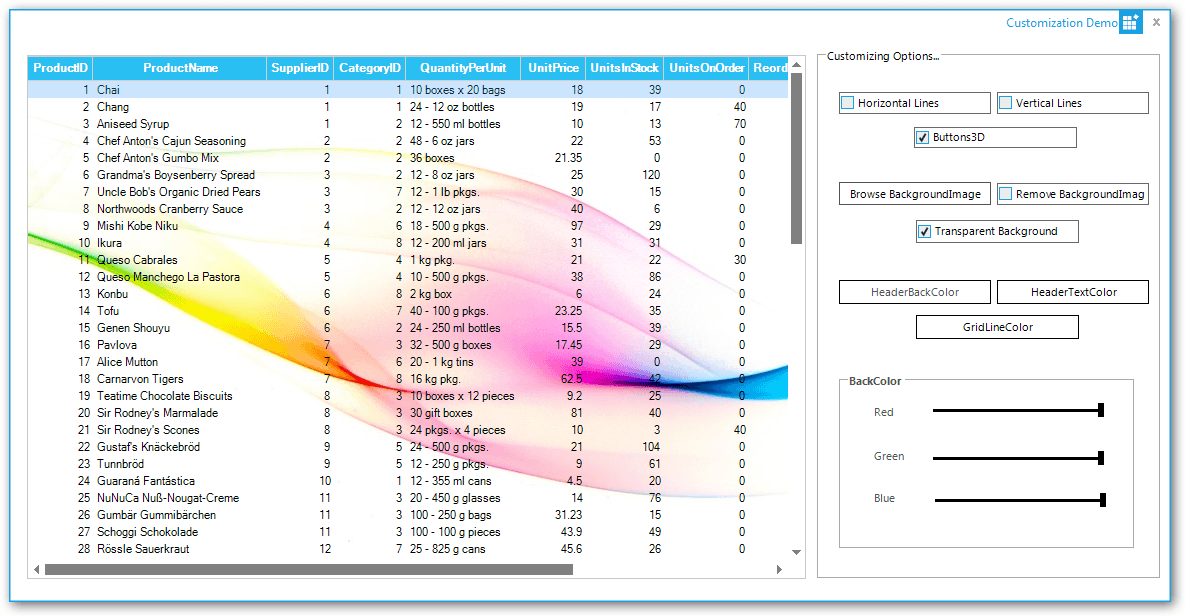 Customization Demo
ProductID ProductName SupplierID CategoryID QuantityPerUnit UnitPrice UnitsInStock UnitsOnOrder Reord
1 Chai 1 1 10 boxes x 20 bags 18 39 0
2 Chang 1 1 24 - 12 oz bottles 19 17 40
3 Aniseed Syrup 1 2 12 - 550 ml bottles 10 13 70
4 Chef Anton's Cajun Seasoning 2 2 48 - 6 oz jars 22 53 0
5 Chef Anton's Gumbo Mix 2 2 36 boxes 21.35 0 0
6 Grandma's Boysenberry Spread 3 2 12 - 8 oz jars 25 120 0
7 Uncle Bob's Organic Dried Pears 3 7 12 - 1 lb pkgs. 30 15 0
8 Northwoods Cranberry Sauce 3 2 12 - 12 oz jars 40 6 0
9 Mishi Kobe Niku 4 6 18 - 500 g pkgs. 97 29 0
10 Ikura 4 8 12 - 200 ml jars 31 31 0
11 Queso Cabrales 5 4 1 kg pkg. 21 22 30
12 Queso Manchego La Pastora 5 4 10 - 500 g pkgs. 38 86 0
13 Konbu 6 8 2 kg box 6 24 0
14 Tofu 6 7 40 - 100 g pkgs. 23.25 35 0
15 Genen Shouyu 6 2 24 - 250 ml bottles 15.5 39 0
16 Pavlova 7 3 32 - 500 g boxes 17.45 29 0
17 Alice Mutton 7 6 20 - 1 kg tins 39 0 0
18 Carnarvon Tigers 7 8 16 kg pkg. 62.5 42 0
19 Teatime Chocolate Biscuits 8 3 10 boxes x 12 pieces 9.2 25 0
20 Sir Rodney's Marmalade 8 3 30 gift boxes 81 40 0
21 Sir Rodney's Scones 8 3 24 pkgs. x 4 pieces 10 3 40
22 Gustaf's Knäckebröd 9 5 24 - 500 g pkgs. 21 104 0
23 Tunnbröd 9 5 12 - 250 g pkgs. 9 61 0
24 Guaraná Fantástica 10 1 12 - 355 ml cans 4.5 20 0
25 NuNuCa Nuß-Nougat-Creme 11 3 20 - 450 g glasses 14 76 0
26 Gumbär Gummibärchen 11 3 100 - 250 g bags 31.23 15 0
27 Schoggi Schokolade 11 3 100 - 100 g pieces 43.9 49 0
28 Rössle Sauerkraut 12 7 25 - 825 g cans 45.6 26 0
Customizing Options...
Horizontal Lines Vertical Lines
Buttons3D
Browse BackgroundImage Remove BackgroundImag
Transparent Background
HeaderBackColor HeaderTextColor
GridLineColor
BackColor
Red
Green
Blue